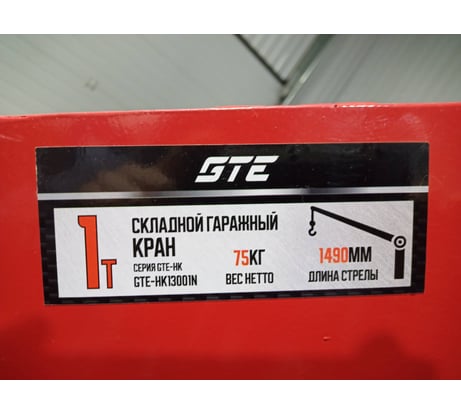 GTE
1Т
СКЛАДНОЙ ГАРАЖНЫЙ
КРАН
СЕРИЯ GTE-HK
GTE-HK13001N
75КГ
ВЕС НЕТТО
1490ММ
ДЛИНА СТРЕЛЫ